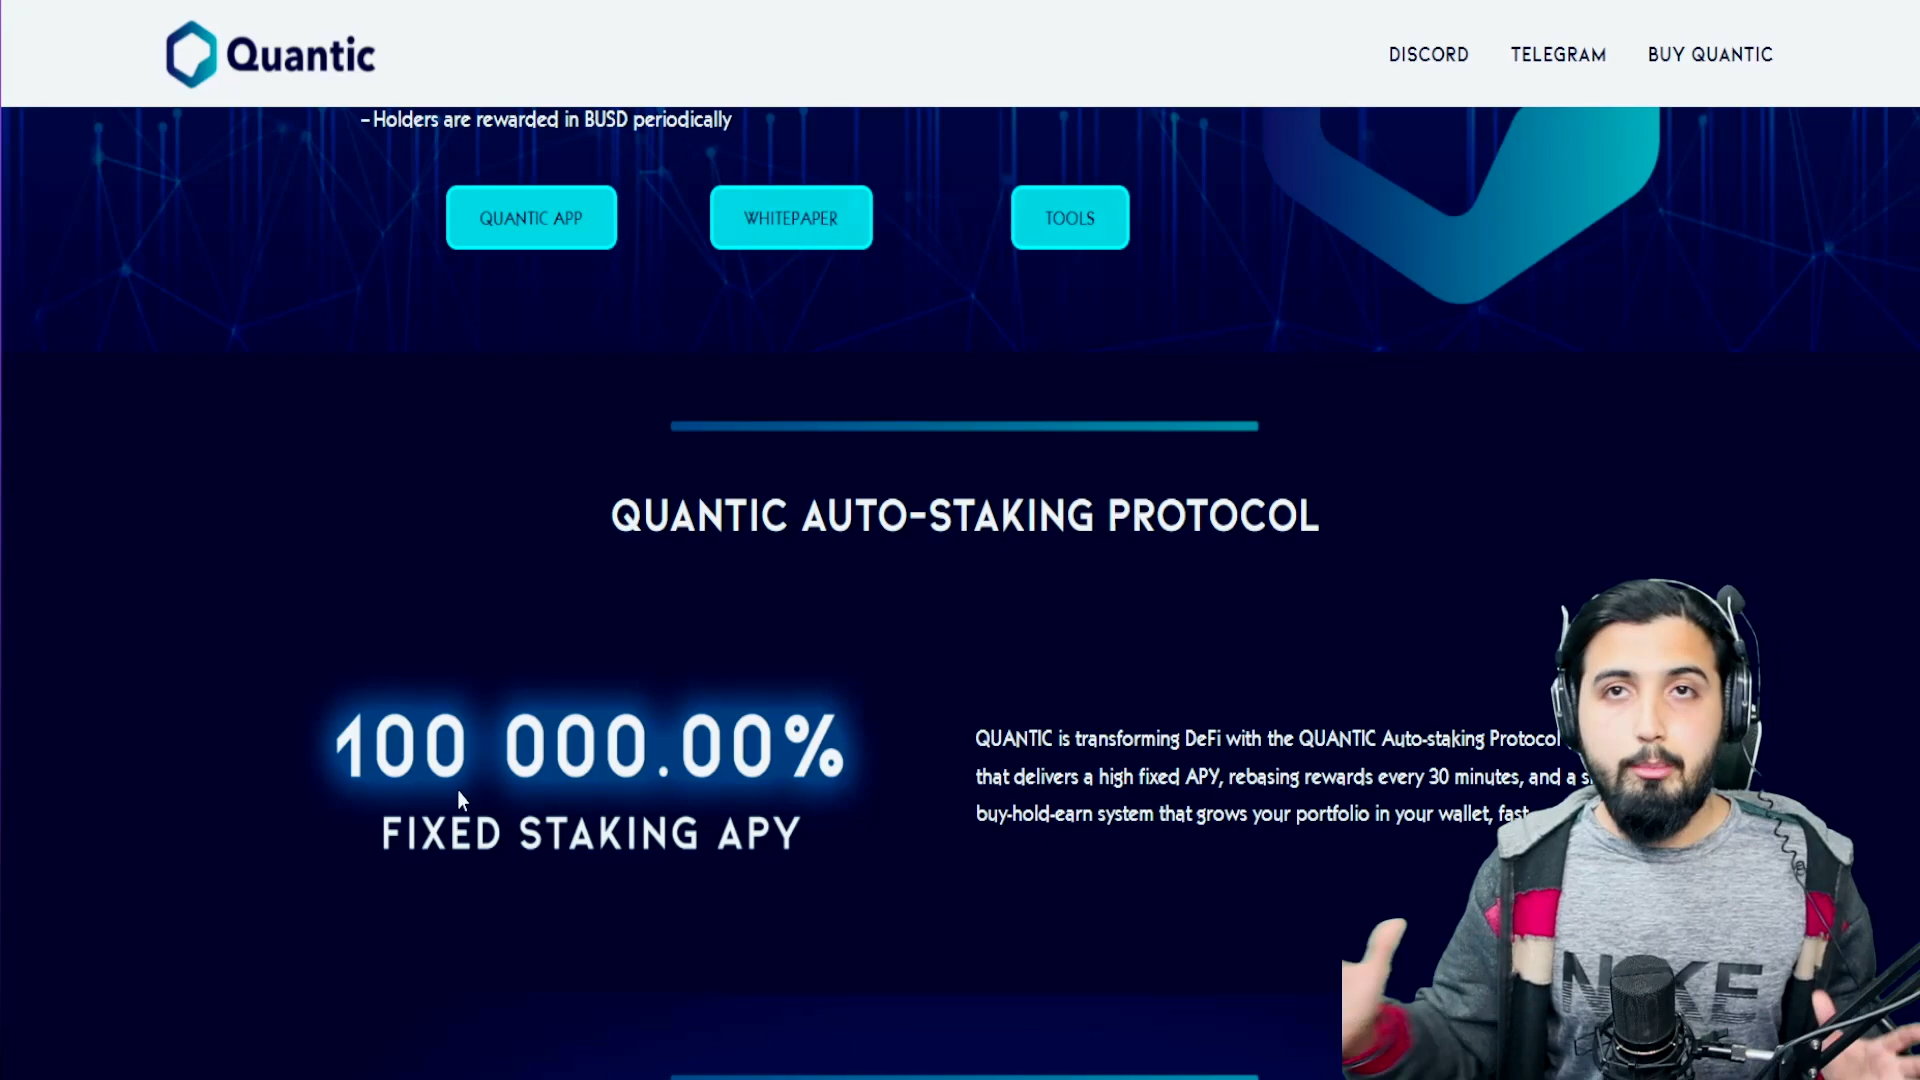 Quantic
DISCORD TELEGRAM BUY QUANTIC
– Holders are rewarded in BUSD periodically
QUANTIC APP WHITEPAPER TOOLS
QUANTIC AUTO-STAKING PROTOCOL
100 000.00%
FIXED STAKING APY
QUANTIC is transforming DeFi with the QUANTIC Auto-staking Protocol
that delivers a high fixed APY, rebasing rewards every 30 minutes, and a
buy-hold-earn system that grows your portfolio in your wallet, fast